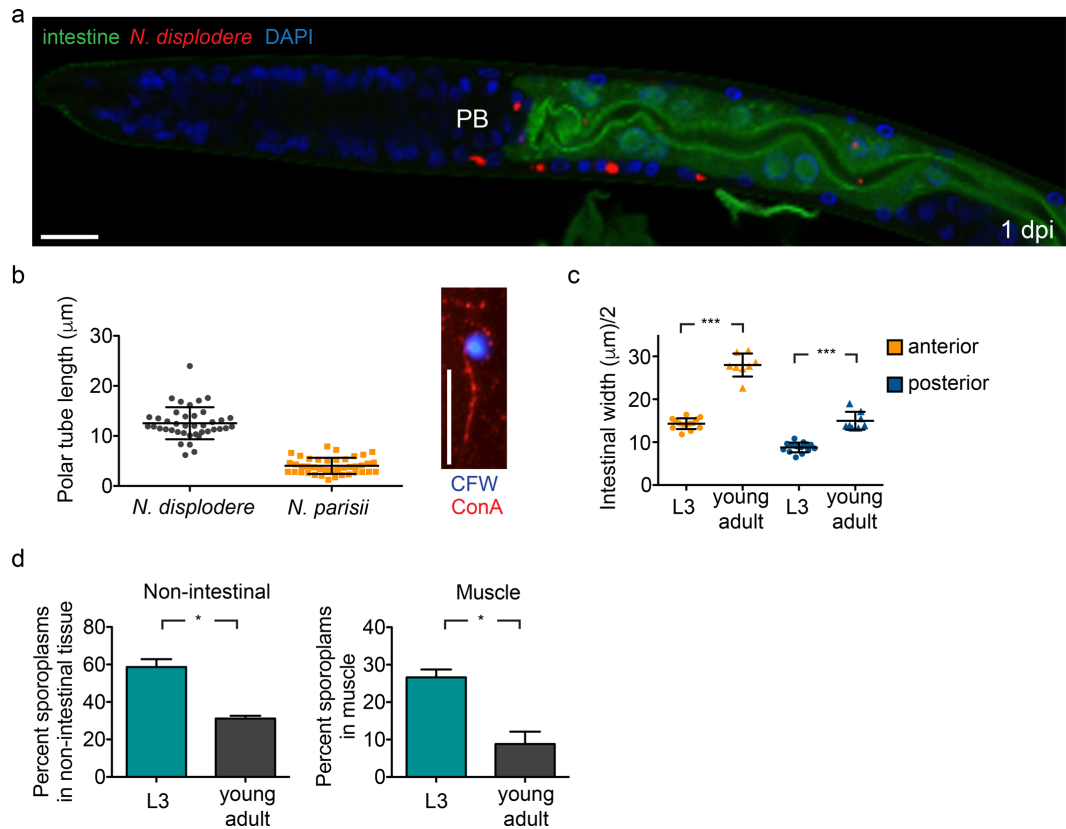 a
intestine N. displodere DAPI
PB
1 dpi
b
Polar tube length (μm)
30
20
10
0
N. displodere
N. parisii
CFW
ConA
c
Intestinal width (μm)/2
30
20
10
0
***
***
L3
young
adult
L3
young
adult
anterior
posterior
d
Non-intestinal
Percent sporoplasms
in non-intestinal tissue
80
60
40
20
0
*
L3
young
adult
Muscle
Percent sporoplams
in muscle
40
30
20
10
0
*
L3
young
adult